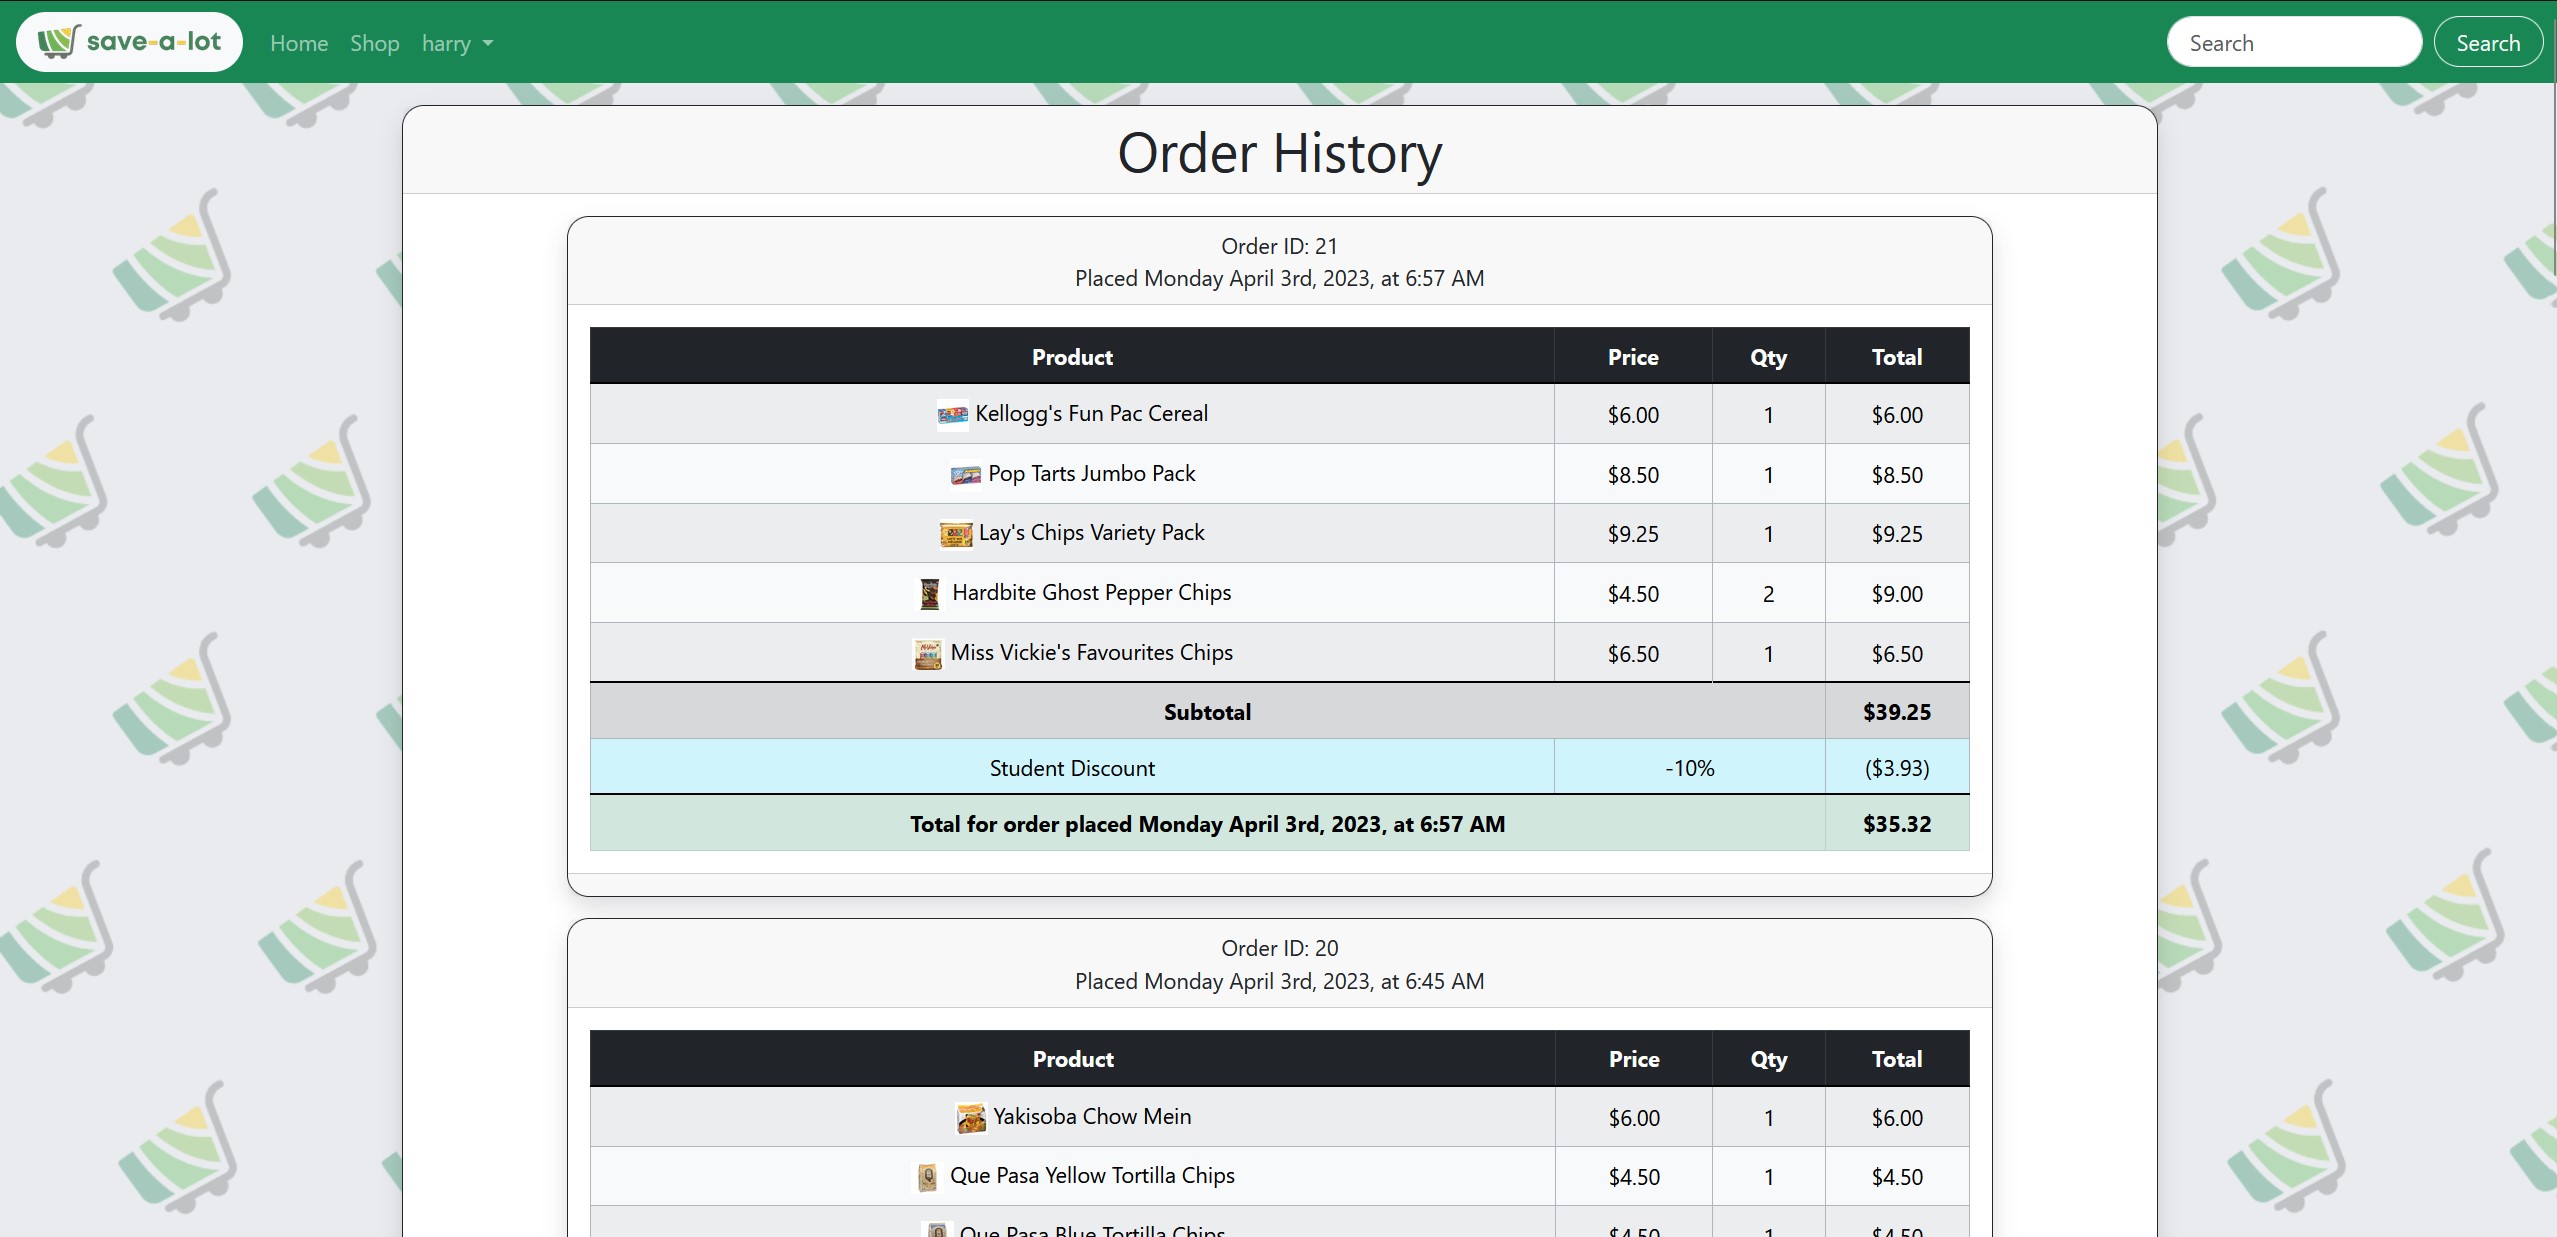 save-a-lot Home Shop harry Search Search
Order History
Order ID: 21
Placed Monday April 3rd, 2023, at 6:57 AM
Product Price Qty Total
Kellogg's Fun Pac Cereal $6.00 1 $6.00
Pop Tarts Jumbo Pack $8.50 1 $8.50
Lay's Chips Variety Pack $9.25 1 $9.25
Hardbite Ghost Pepper Chips $4.50 2 $9.00
Miss Vickie's Favourites Chips $6.50 1 $6.50
Subtotal $39.25
Student Discount -10% ($3.93)
Total for order placed Monday April 3rd, 2023, at 6:57 AM $35.32
Order ID: 20
Placed Monday April 3rd, 2023, at 6:45 AM
Product Price Qty Total
Yakisoba Chow Mein $6.00 1 $6.00
Que Pasa Yellow Tortilla Chips $4.50 1 $4.50
Que Pasa Blue Tortilla Chips $4.50 1 $4.50